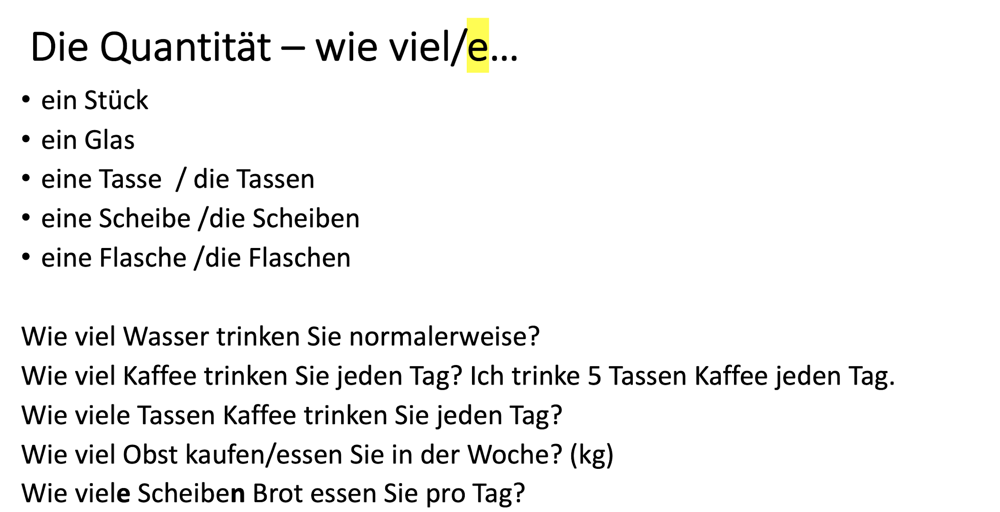 Die Quantität – wie viel/e...
• ein Stück
• ein Glas
• eine Tasse / die Tassen
• eine Scheibe /die Scheiben
• eine Flasche /die Flaschen
Wie viel Wasser trinken Sie normalerweise?
Wie viel Kaffee trinken Sie jeden Tag? Ich trinke 5 Tassen Kaffee jeden Tag.
Wie viele Tassen Kaffee trinken Sie jeden Tag?
Wie viel Obst kaufen/essen Sie in der Woche? (kg)
Wie viele Scheiben Brot essen Sie pro Tag?